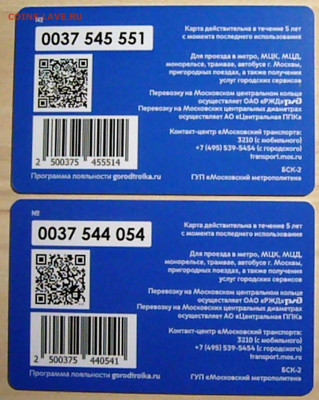 COINSS.LAVE.RU
№
0037 545 551
Карта действительна в течение 5 лет
с момента последнего использования
Для проезда в метро, МЦК, МЦД,
монорельсе, трамвае, автобусе г. Москвы,
пригородных поездах, а также получения
услуг городских сервисов
Перевозку на Московском центральном кольце
осуществляет ОАО «РЖД» РЖД
Перевозку на Московских центральных диаметрах
осуществляет АО «Центральная ППК»
Контакт-центр «Московский транспорт»:
3210 (с мобильного)
+7 (495) 539-5454 (с городского)
transport.mos.ru
2 500375 455514
Программа лояльности gorodtroika.ru
БСК-2
ГУП «Московский метрополитен»
№
0037 544 054
Карта действительна в течение 5 лет
с момента последнего использования
Для проезда в метро, МЦК, МЦД,
монорельсе, трамвае, автобусе г. Москвы,
пригородных поездах, а также получения
услуг городских сервисов
Перевозку на Московском центральном кольце
осуществляет ОАО «РЖД» РЖД
Перевозку на Московских центральных диаметрах
осуществляет АО «Центральная ППК»
Контакт-центр «Московский транспорт»:
3210 (с мобильного)
+7 (495) 539-5454 (с городского)
transport.mos.ru
2 500375 440541
Программа лояльности gorodtroika.ru
БСК-2
ГУП «Московский метрополитен»